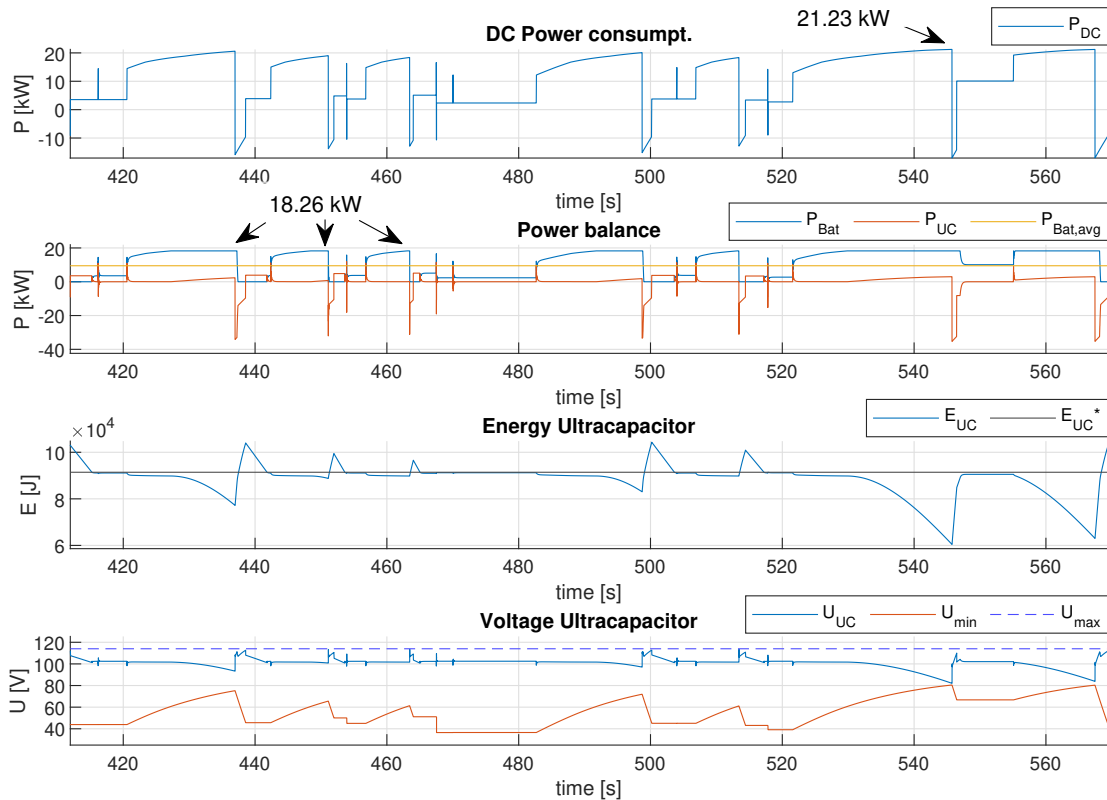 21.23 kW
DC Power consumpt.
P_DC
20
10
0
-10
P [kW]
420 440 460 480 500 520 540 560
time [s]
18.26 kW
Power balance
P_Bat P_UC P_Bat,avg
20
0
-20
-40
P [kW]
420 440 460 480 500 520 540 560
time [s]
×10^4
Energy Ultracapacitor
E_UC E_UC*
10
8
6
E [J]
420 440 460 480 500 520 540 560
time [s]
Voltage Ultracapacitor
U_UC U_min U_max
120
100
80
60
40
U [V]
420 440 460 480 500 520 540 560
time [s]